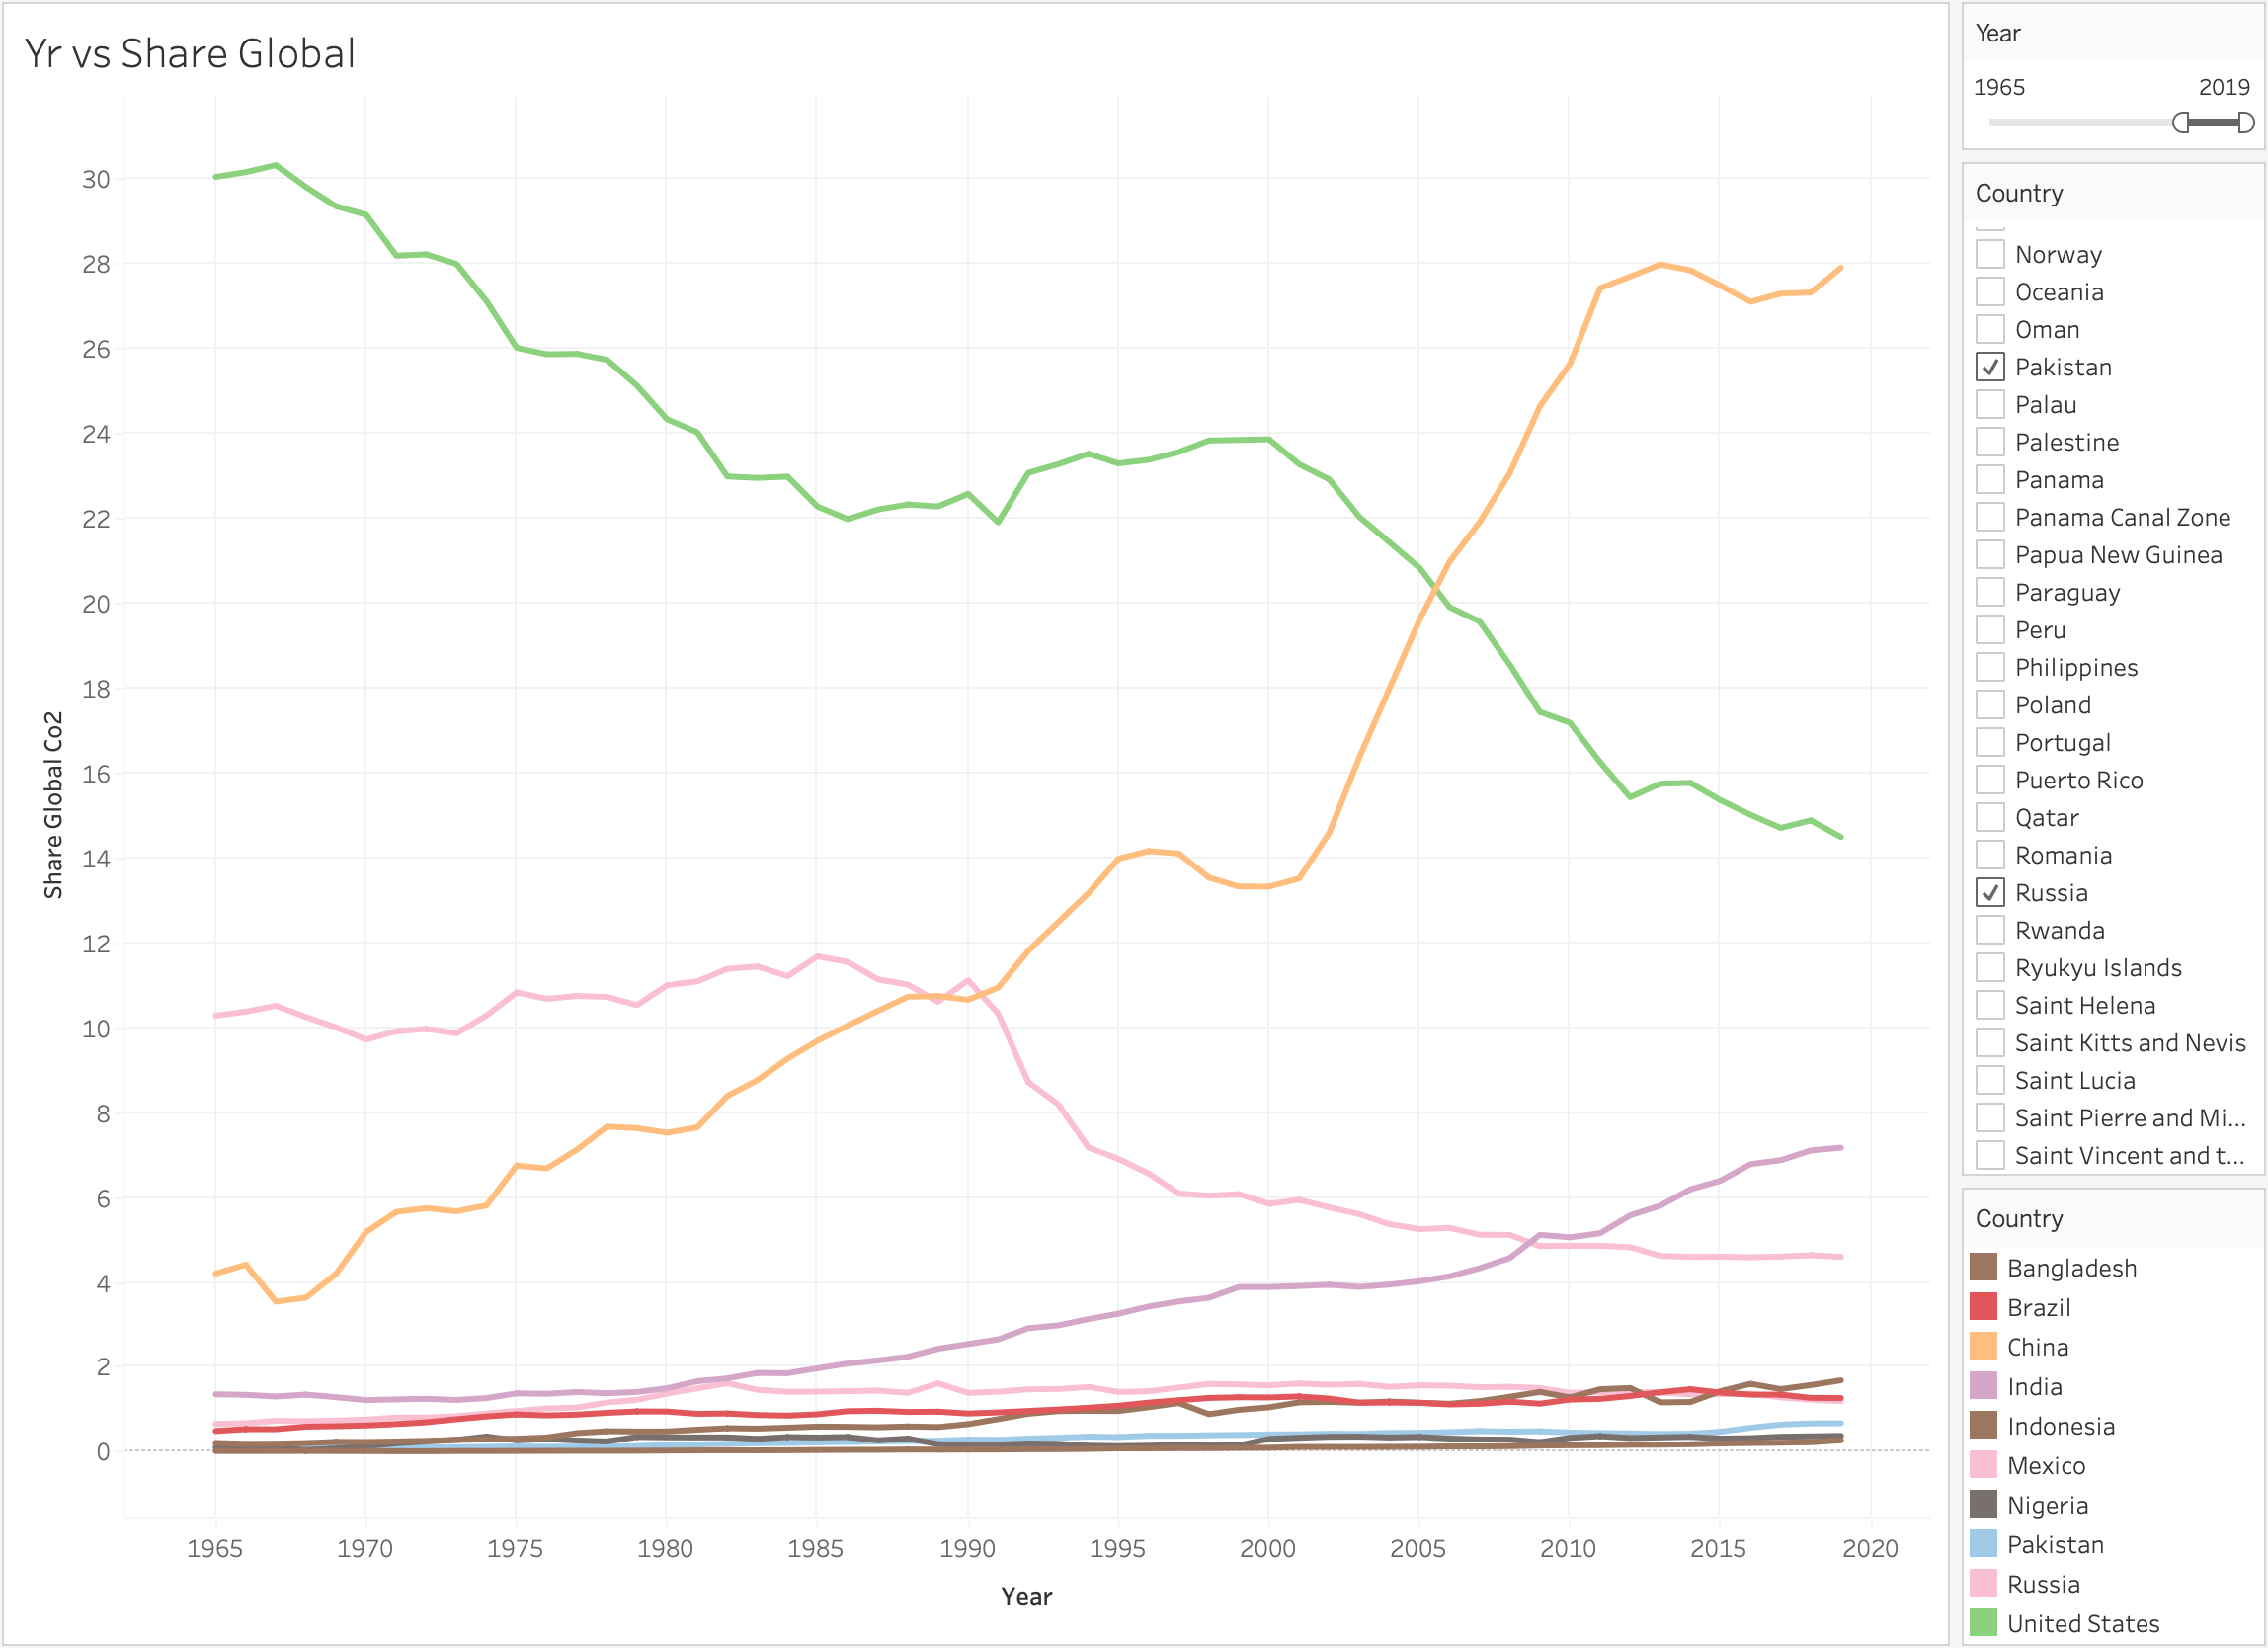 Yr vs Share Global
30
28
26
24
22
20
18
16
14
12
10
8
6
4
2
0
Share Global Co2
1965 1970 1975 1980 1985 1990 1995 2000 2005 2010 2015 2020
Year
Year
1965 2019
Country
Norway
Oceania
Oman
Pakistan
Palau
Palestine
Panama
Panama Canal Zone
Papua New Guinea
Paraguay
Peru
Philippines
Poland
Portugal
Puerto Rico
Qatar
Romania
Russia
Rwanda
Ryukyu Islands
Saint Helena
Saint Kitts and Nevis
Saint Lucia
Saint Pierre and Mi...
Saint Vincent and t...
Country
Bangladesh
Brazil
China
India
Indonesia
Mexico
Nigeria
Pakistan
Russia
United States